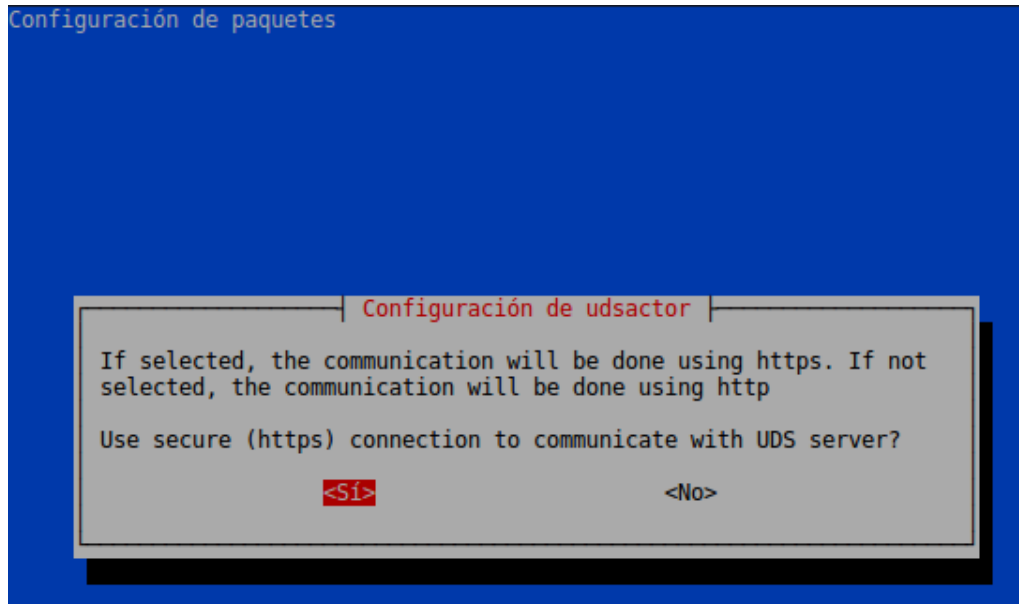 Configuración de paquetes
Configuración de udsactor
If selected, the communication will be done using https. If not
selected, the communication will be done using http
Use secure (https) connection to communicate with UDS server?
<Sí> <No>